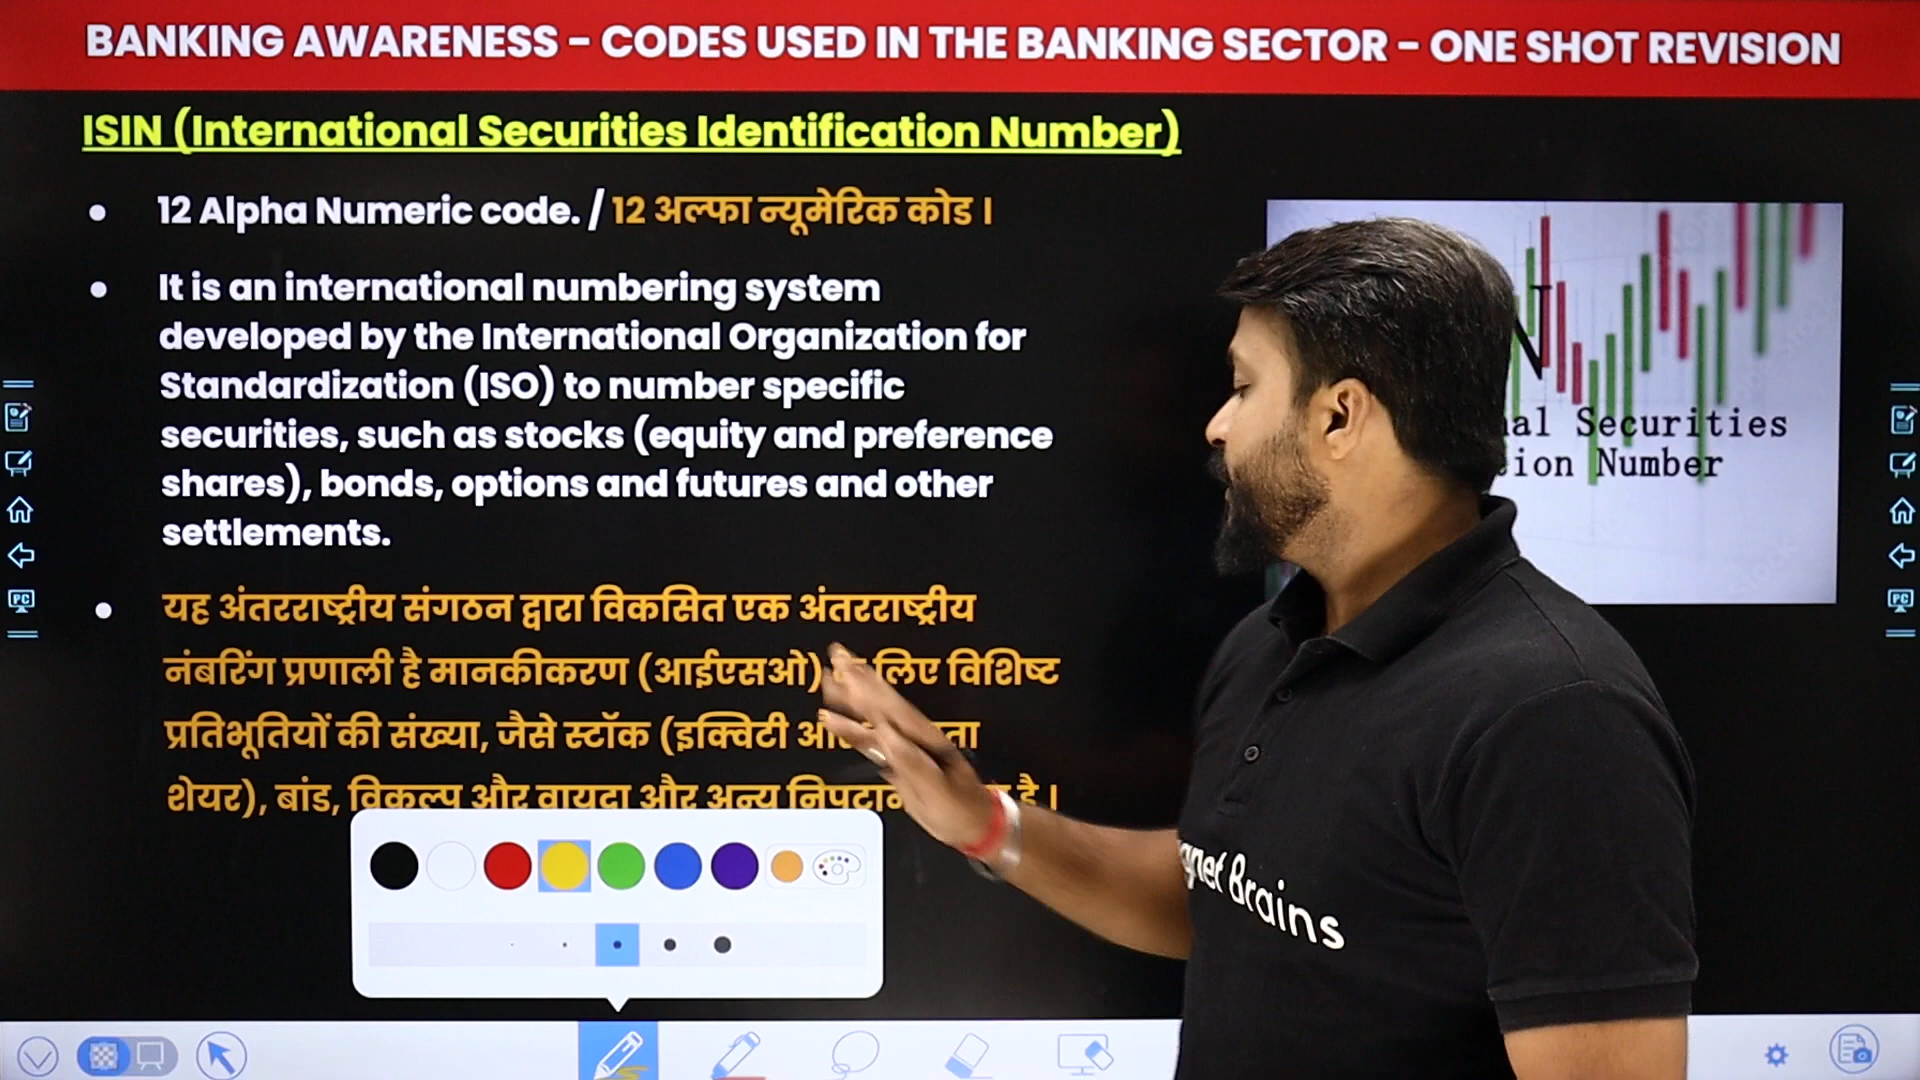 BANKING AWARENESS - CODES USED IN THE BANKING SECTOR - ONE SHOT REVISION
ISIN (International Securities Identification Number)
• 12 Alpha Numeric code. / 12 अल्फा न्यूमेरिक कोड ।
• It is an international numbering system
developed by the International Organization for
Standardization (ISO) to number specific
securities, such as stocks (equity and preference
shares), bonds, options and futures and other
settlements.
• यह अंतरराष्ट्रीय संगठन द्वारा विकसित एक अंतरराष्ट्रीय
नंबरिंग प्रणाली है मानकीकरण (आईएसओ) लिए विशिष्ट
प्रतिभूतियों की संख्या, जैसे स्टॉक (इक्विटी
शेयर), बांड, विकल्प और वायदा और अन्य है ।
N
Securities
Number
Brains
PC
PC